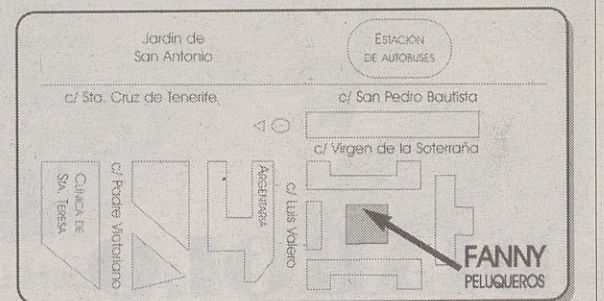 Jardín de
San Antonio
ESTACIÓN
DE AUTOBUSES
c/ Sta. Cruz de Tenerife
c/ San Pedro Bautista
c/ Virgen de la Soterraña
CLÍNICA DE
STA. TERESA
c/ Padre Victoriano
ARGENTARIA
c/ Luis Valero
FANNY
PELUQUEROS